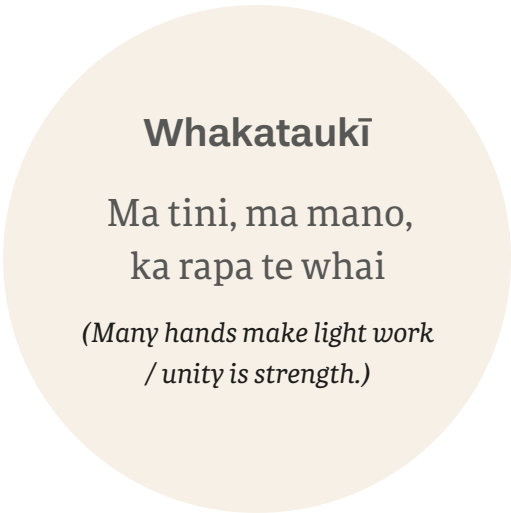 Whakataukī
Ma tini, ma mano,
ka rapa te whai
(Many hands make light work
/ unity is strength.)